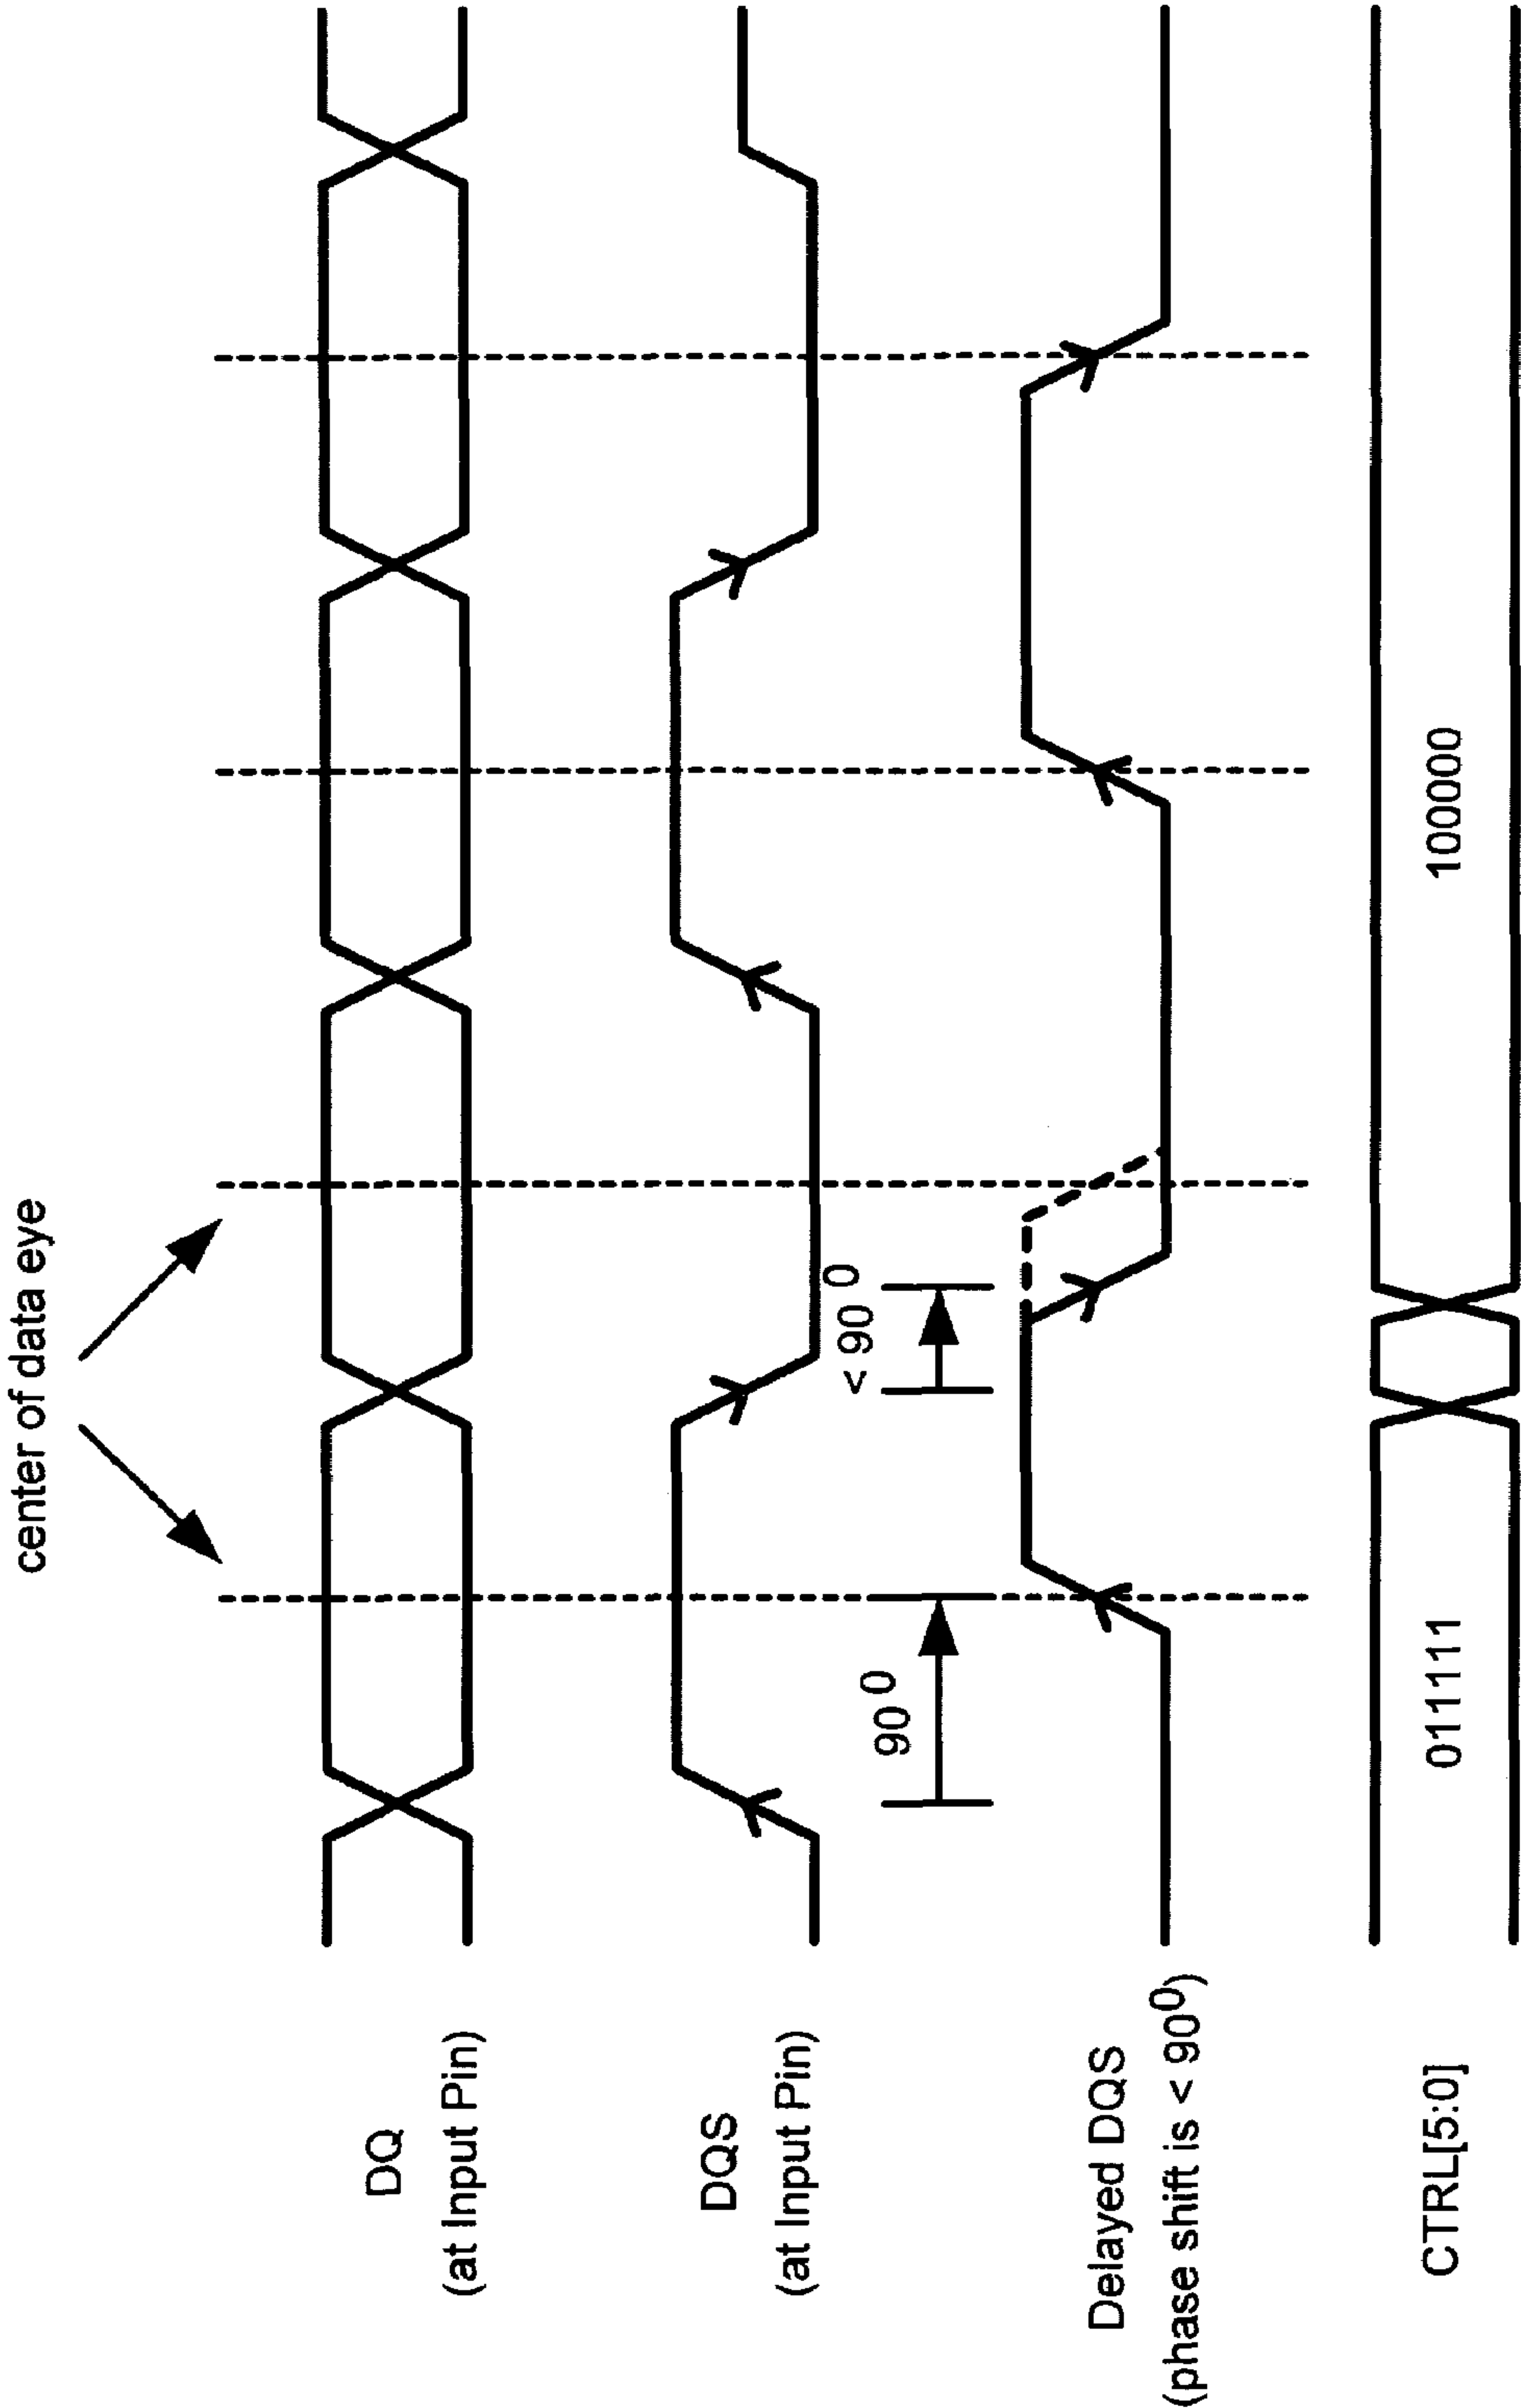 center of data eye
DQ
(at Input Pin)
DQS
(at Input Pin)
90⁰
< 90⁰
Delayed DQS
(phase shift is < 90⁰)
CTRL[5:0]
011111
100000